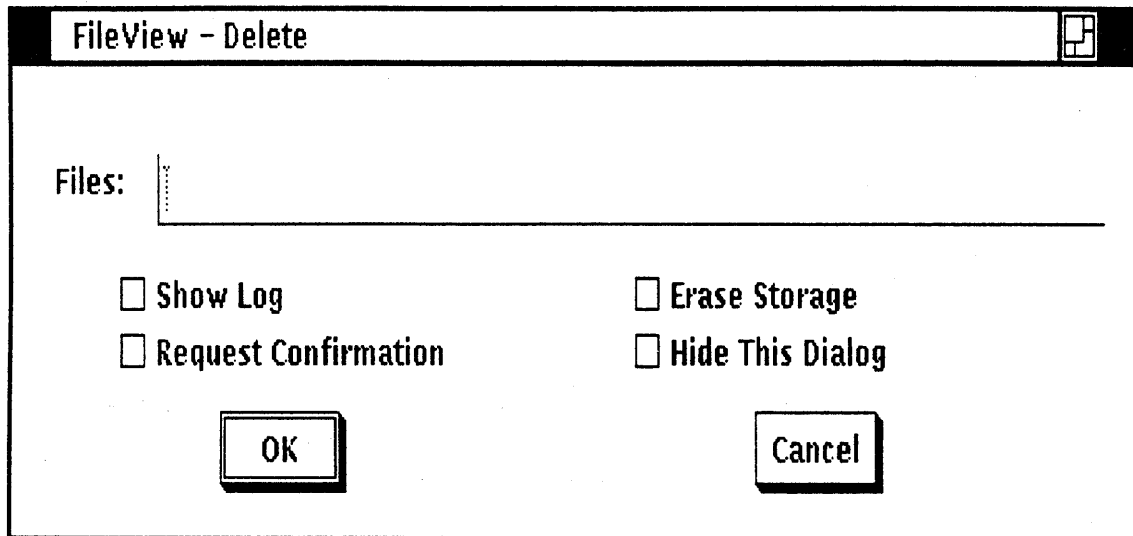 FileView – Delete
Files:
Show Log
Erase Storage
Request Confirmation
Hide This Dialog
OK
Cancel